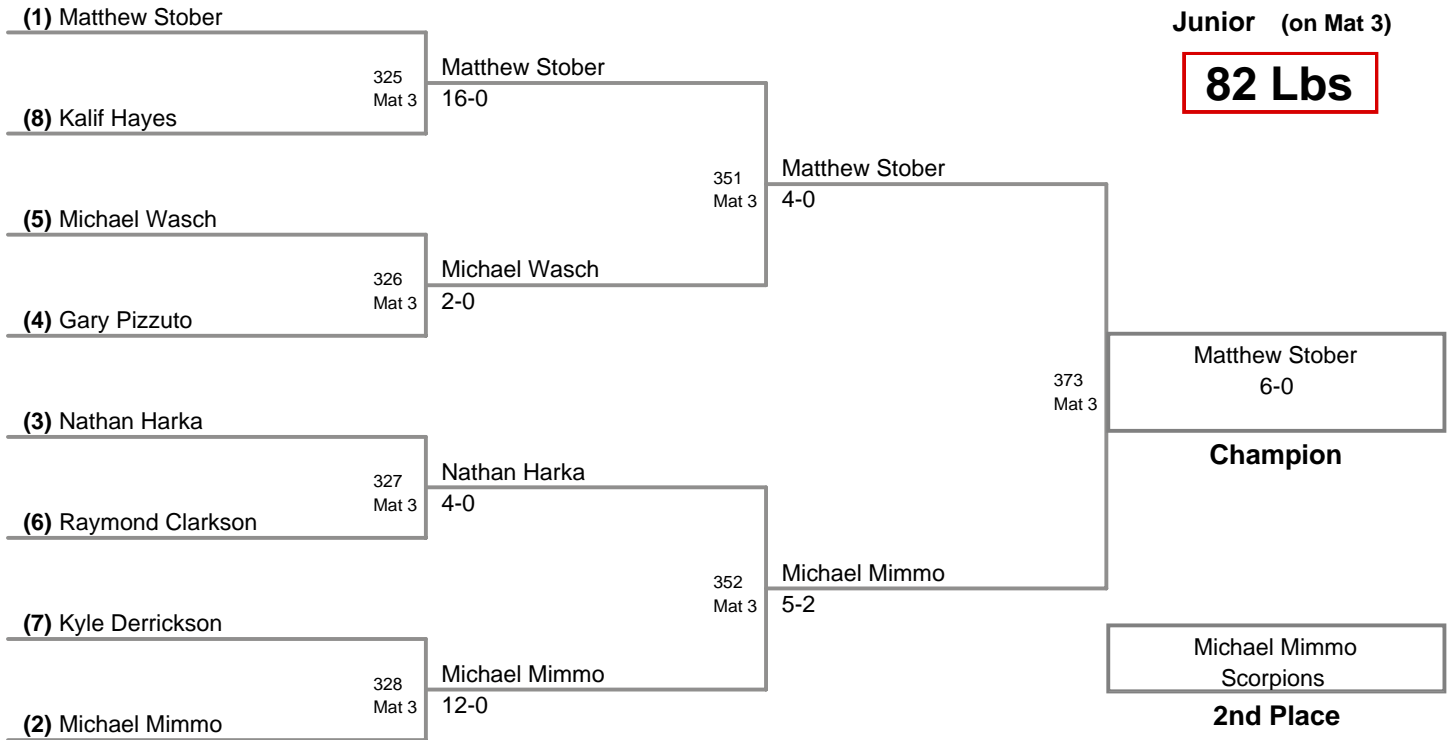 (1) Matthew Stober
Junior (on Mat 3)
82 Lbs
325
Mat 3
Matthew Stober
16-0
(8) Kalif Hayes
351
Mat 3
Matthew Stober
4-0
(5) Michael Wasch
326
Mat 3
Michael Wasch
2-0
(4) Gary Pizzuto
373
Mat 3
Matthew Stober
6-0
Champion
(3) Nathan Harka
327
Mat 3
Nathan Harka
4-0
(6) Raymond Clarkson
352
Mat 3
Michael Mimmo
5-2
(7) Kyle Derrickson
328
Mat 3
Michael Mimmo
12-0
(2) Michael Mimmo
Michael Mimmo
Scorpions
2nd Place